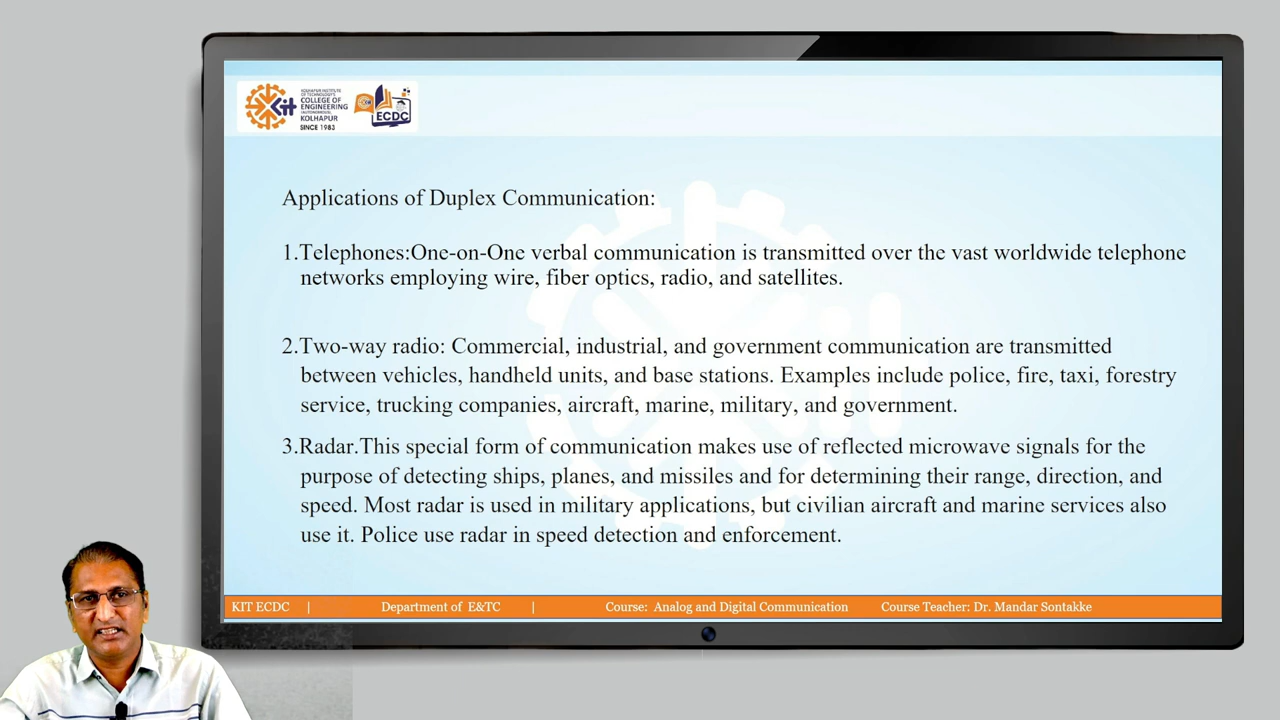 KOLHAPUR INSTITUTE
OF TECHNOLOGY'S
COLLEGE OF
ENGINEERING
(AUTONOMOUS),
KOLHAPUR
SINCE 1983
Kit
ECDC
Applications of Duplex Communication:
1.Telephones:One-on-One verbal communication is transmitted over the vast worldwide telephone
networks employing wire, fiber optics, radio, and satellites.
2.Two-way radio: Commercial, industrial, and government communication are transmitted
between vehicles, handheld units, and base stations. Examples include police, fire, taxi, forestry
service, trucking companies, aircraft, marine, military, and government.
3.Radar.This special form of communication makes use of reflected microwave signals for the
purpose of detecting ships, planes, and missiles and for determining their range, direction, and
speed. Most radar is used in military applications, but civilian aircraft and marine services also
use it. Police use radar in speed detection and enforcement.
KIT ECDC | Department of E&TC | Course: Analog and Digital Communication Course Teacher: Dr. Mandar Sontakke